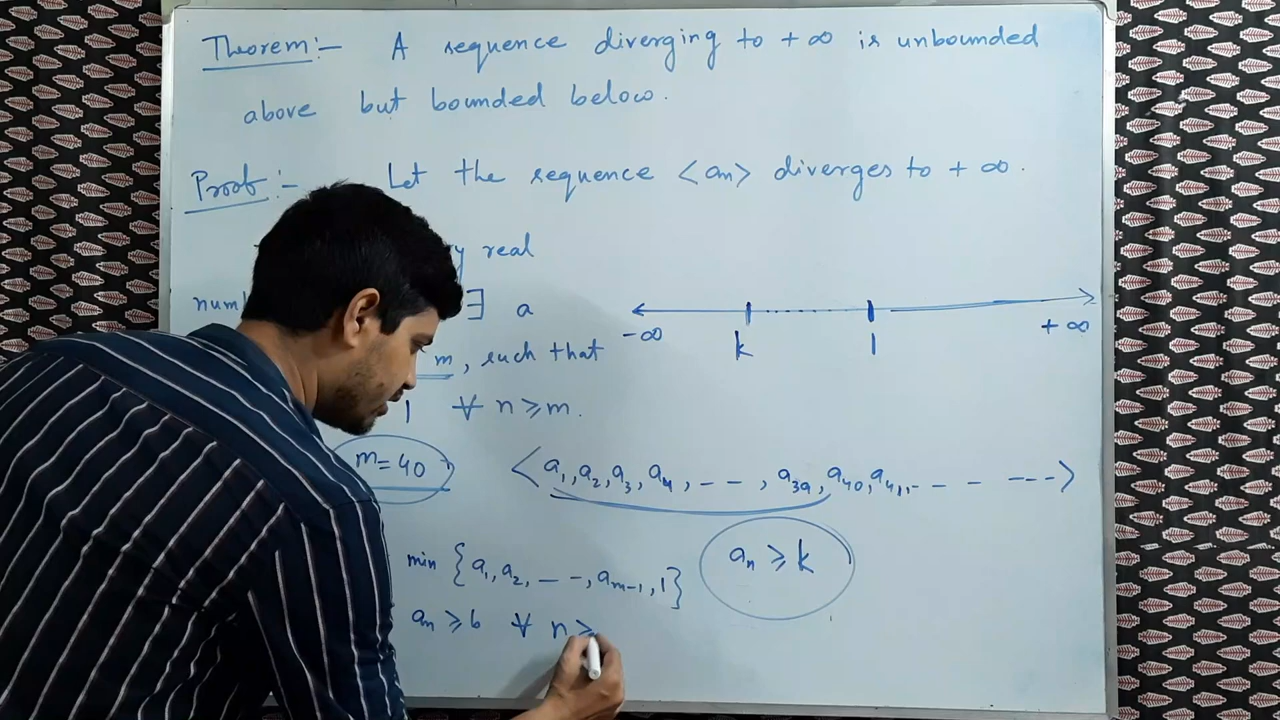 Theorem:- A sequence diverging to + ∞ is unbounded
above but bounded below.
Proof:- Let the sequence <an> diverges to + ∞.
real
∃ a
m, such that
1 ∀ n ≥ m.
-∞ k 1 + ∞
m = 40
< a1, a2, a3, a4, - - -, a39, a40, a41, - - - - - - >
min {a1, a2, - - -, am-1, 1}
an ≥ k
an ≥ b ∀ n ≥